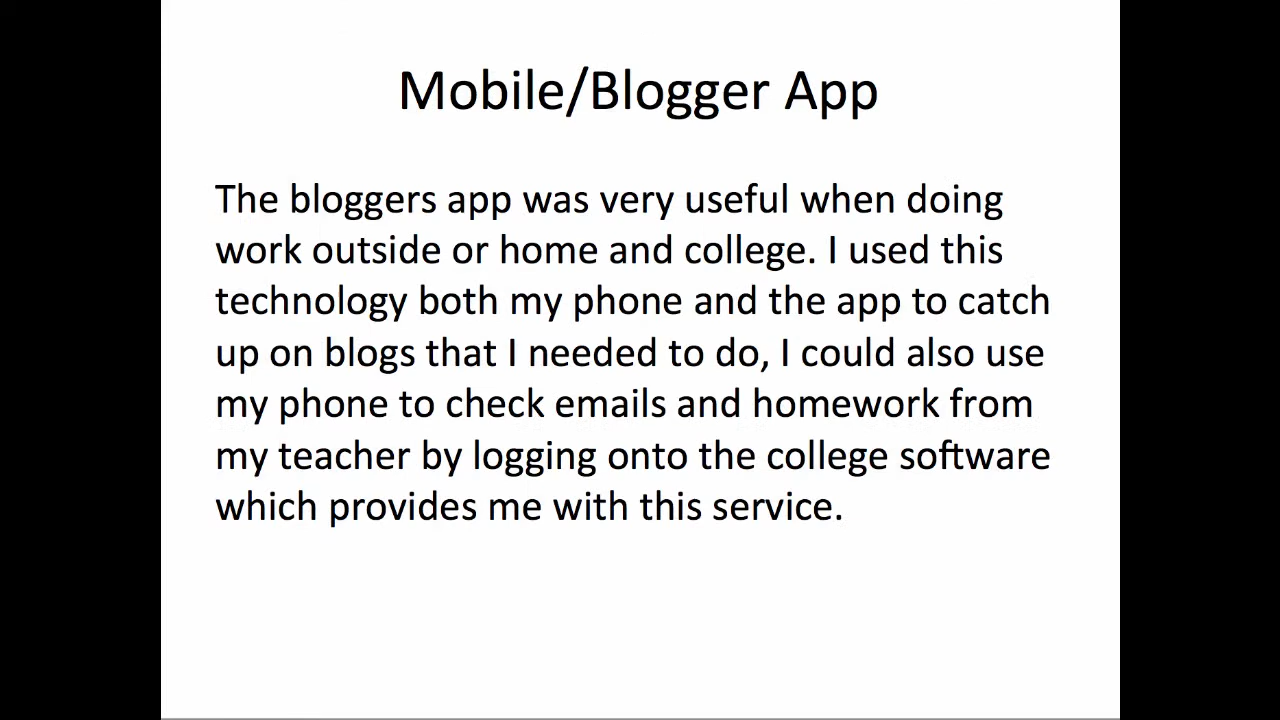 Mobile/Blogger App
The bloggers app was very useful when doing
work outside or home and college. I used this
technology both my phone and the app to catch
up on blogs that I needed to do, I could also use
my phone to check emails and homework from
my teacher by logging onto the college software
which provides me with this service.